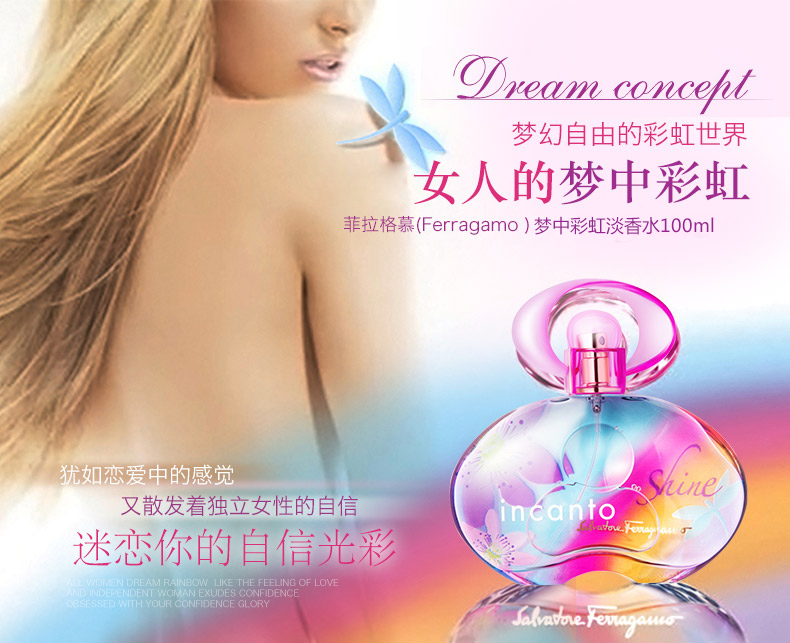 Dream concept
梦幻自由的彩虹世界
女人的梦中彩虹
菲拉格慕(Ferragamo ) 梦中彩虹淡香水100ml
犹如恋爱中的感觉
又散发着独立女性的自信
迷恋你的自信光彩
ALL WOMEN DREAM RAINBOW LIKE THE FEELING OF LOVE
AND INDEPENDENT WOMAN EXUDES CONFIDENCE
OBSESSED WITH YOUR CONFIDENCE GLORY
shine
incanto
Salvatore Ferragamo
Salvatore Ferragamo